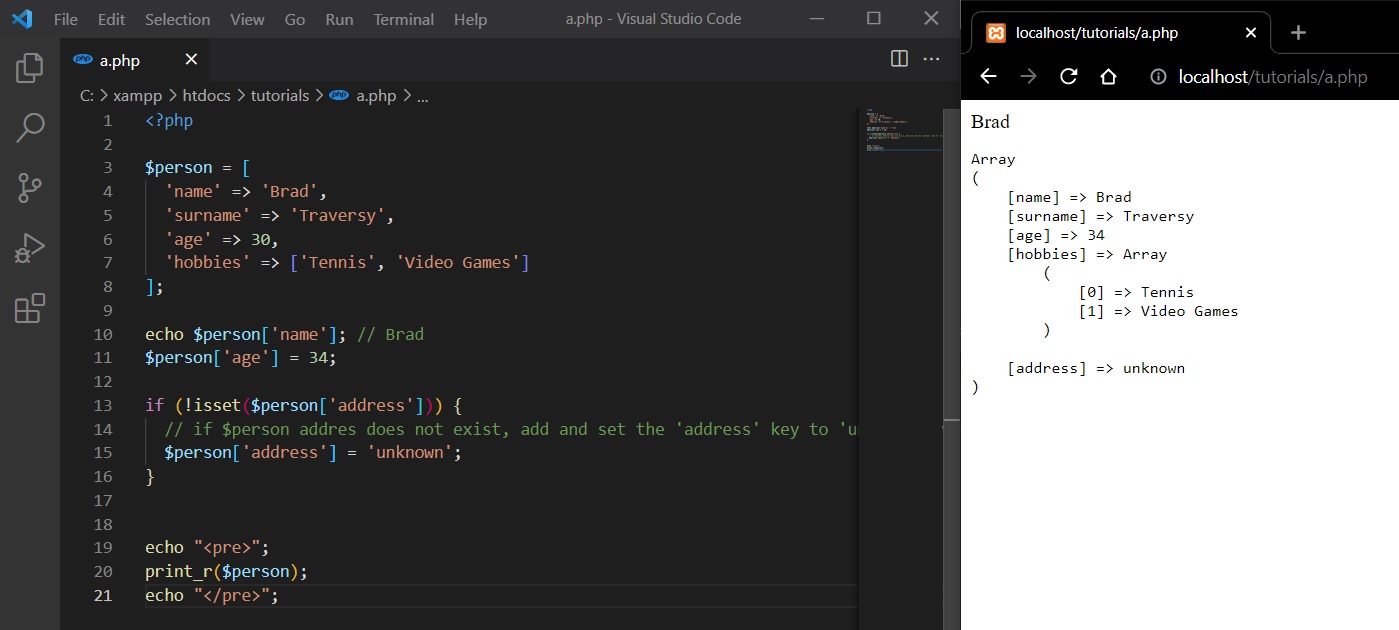 File Edit Selection View Go Run Terminal Help a.php - Visual Studio Code
php a.php
C: > xampp > htdocs > tutorials > php a.php > ...
1 <?php
2
3 $person = [
4 'name' => 'Brad',
5 'surname' => 'Traversy',
6 'age' => 30,
7 'hobbies' => ['Tennis', 'Video Games']
8 ];
9
10 echo $person['name']; // Brad
11 $person['age'] = 34;
12
13 if (!isset($person['address'])) {
14 // if $person addres does not exist, add and set the 'address' key to 'u
15 $person['address'] = 'unknown';
16 }
17
18
19 echo "<pre>";
20 print_r($person);
21 echo "</pre>";
localhost/tutorials/a.php
localhost/tutorials/a.php
Brad
Array
(
[name] => Brad
[surname] => Traversy
[age] => 34
[hobbies] => Array
(
[0] => Tennis
[1] => Video Games
)
[address] => unknown
)